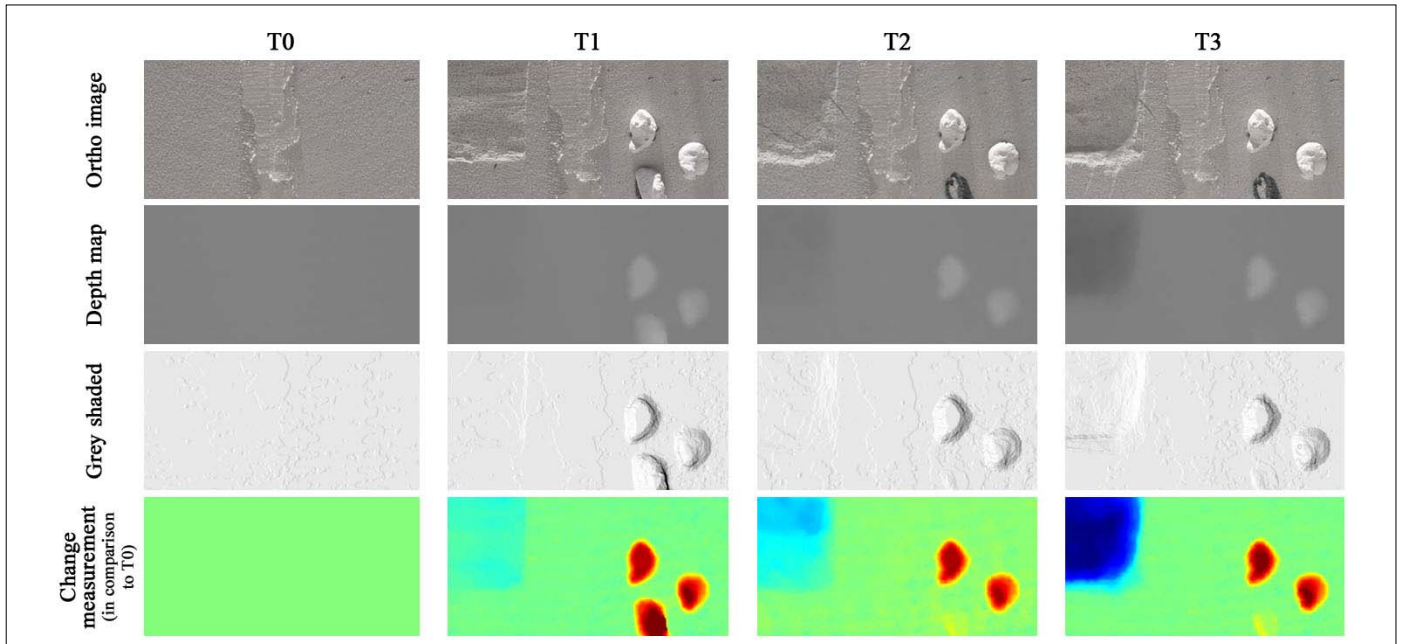 T0 T1 T2 T3
Ortho image
Depth map
Grey shaded
Change
measurement
(in comparison
to T0)